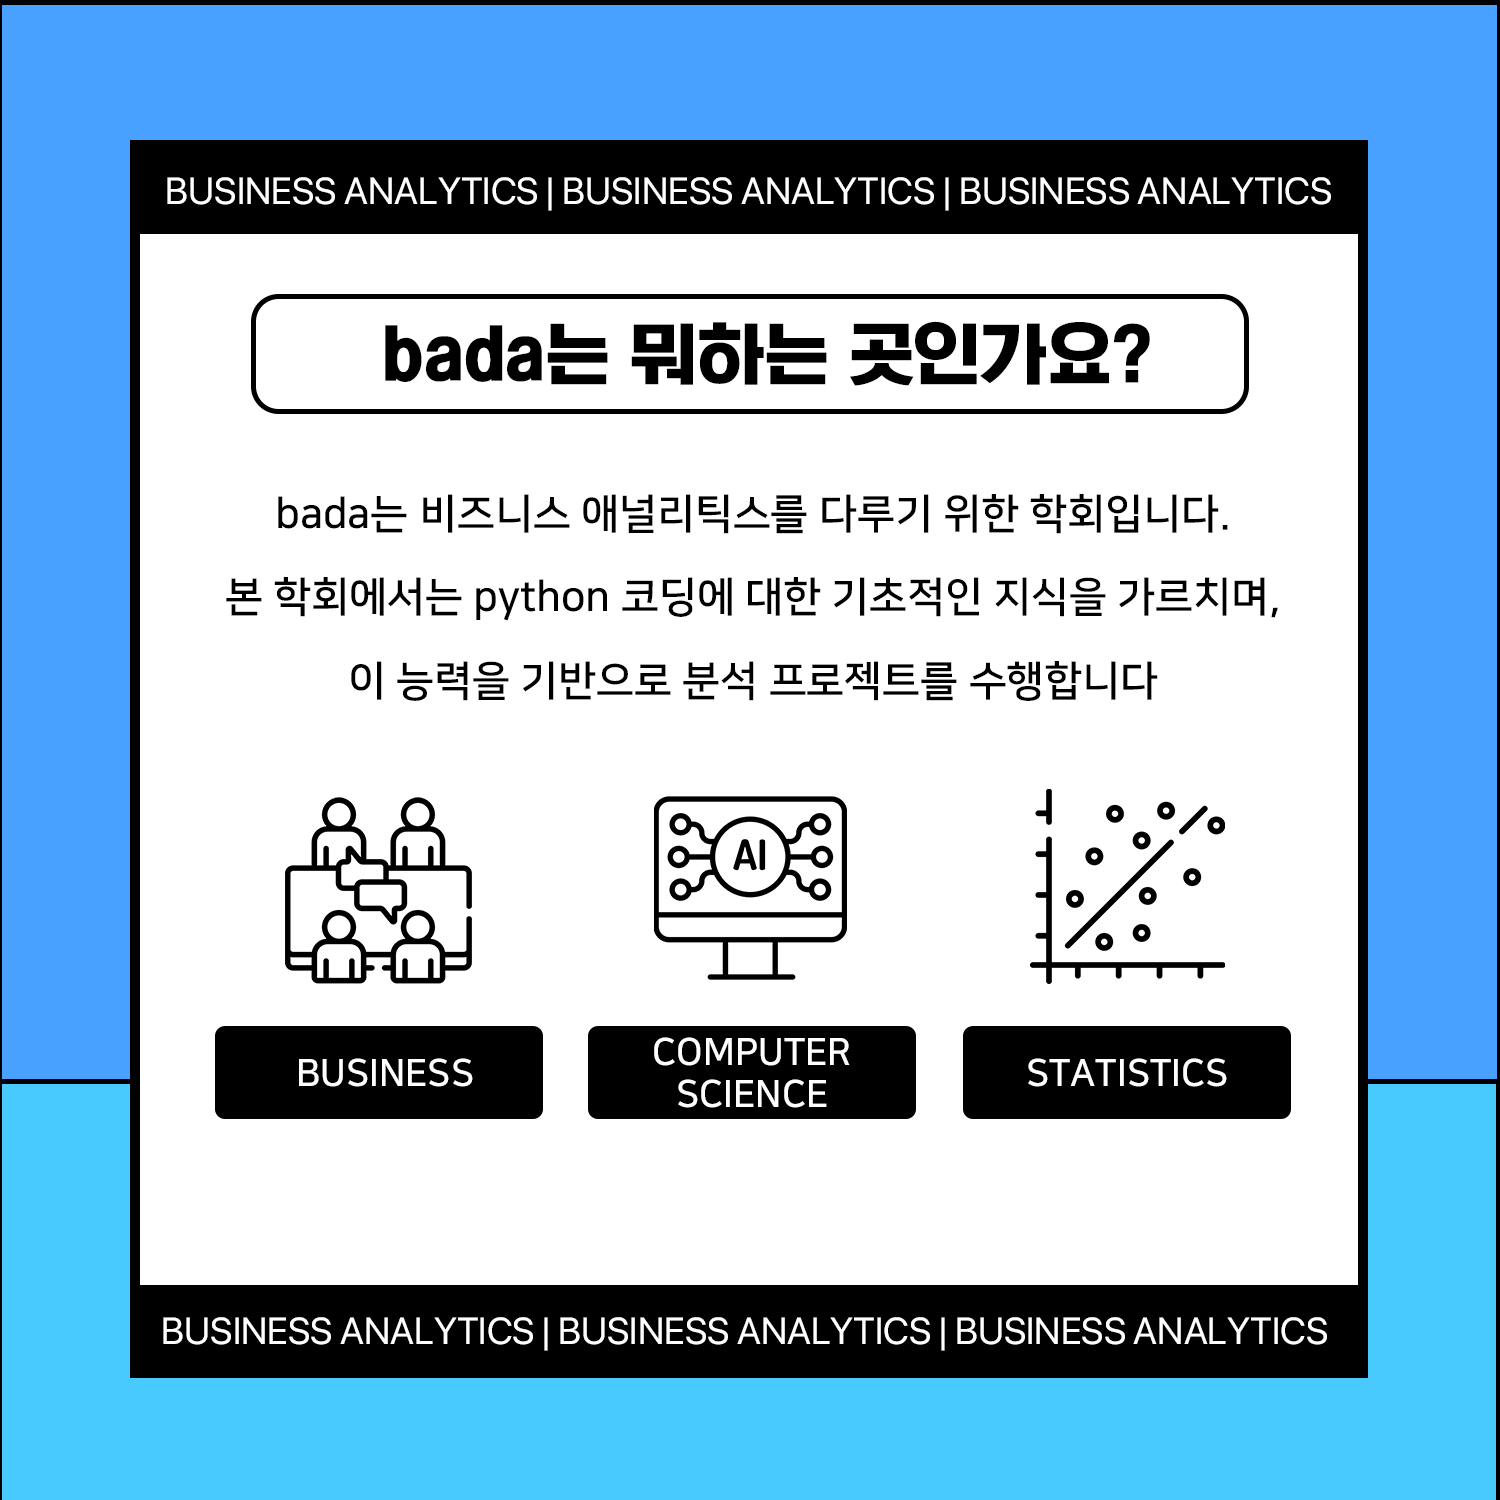 BUSINESS ANALYTICS | BUSINESS ANALYTICS | BUSINESS ANALYTICS
bada는 뭐하는 곳인가요?
bada는 비즈니스 애널리틱스를 다루기 위한 학회입니다.
본 학회에서는 python 코딩에 대한 기초적인 지식을 가르치며,
이 능력을 기반으로 분석 프로젝트를 수행합니다
AI
BUSINESS
COMPUTER
SCIENCE
STATISTICS
BUSINESS ANALYTICS | BUSINESS ANALYTICS | BUSINESS ANALYTICS